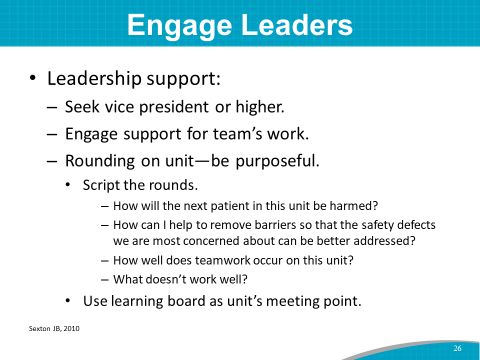 Engage Leaders
• Leadership support:
– Seek vice president or higher.
– Engage support for team’s work.
– Rounding on unit—be purposeful.
• Script the rounds.
– How will the next patient in this unit be harmed?
– How can I help to remove barriers so that the safety defects
we are most concerned about can be better addressed?
– How well does teamwork occur on this unit?
– What doesn’t work well?
• Use learning board as unit’s meeting point.
Sexton JB, 2010
26